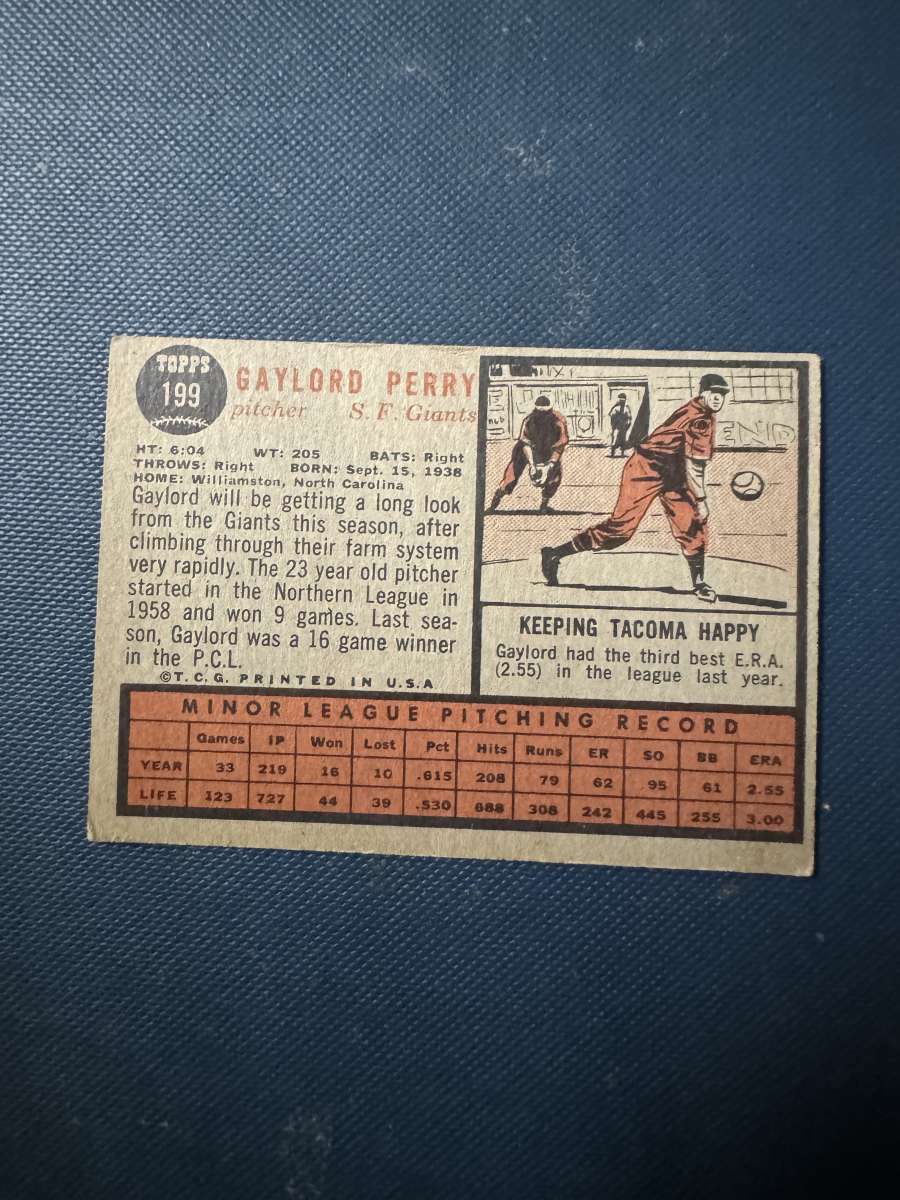 TOPPS
199
GAYLORD PERRY
pitcher S. F. Giants
HT: 6:04 WT: 205 BATS: Right
THROWS: Right BORN: Sept. 15, 1938
HOME: Williamston, North Carolina
Gaylord will be getting a long look
from the Giants this season, after
climbing through their farm system
very rapidly. The 23 year old pitcher
started in the Northern League in
1958 and won 9 games. Last sea-
son, Gaylord was a 16 game winner
in the P.C.L.
©T. C. G. PRINTED IN U.S.A
KEEPING TACOMA HAPPY
Gaylord had the third best E.R.A.
(2.55) in the league last year.
MINOR LEAGUE PITCHING RECORD
Games IP Won Lost Pct Hits Runs ER SO BB ERA
YEAR 33 219 16 10 .615 208 79 62 95 61 2.55
LIFE 123 727 44 39 .530 688 308 242 445 255 3.00